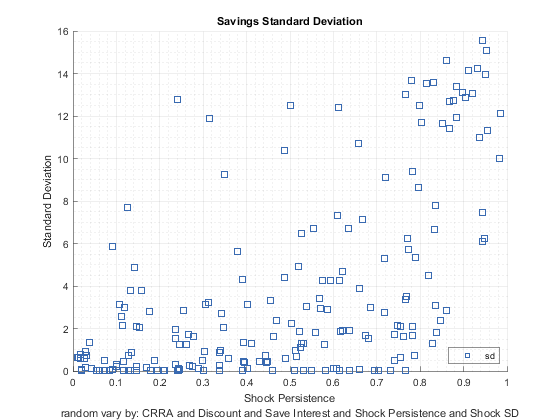 Savings Standard Deviation
16
14
12
10
8
6
4
2
0
Standard Deviation
0 0.1 0.2 0.3 0.4 0.5 0.6 0.7 0.8 0.9 1
sd
Shock Persistence
random vary by: CRRA and Discount and Save Interest and Shock Persistence and Shock SD